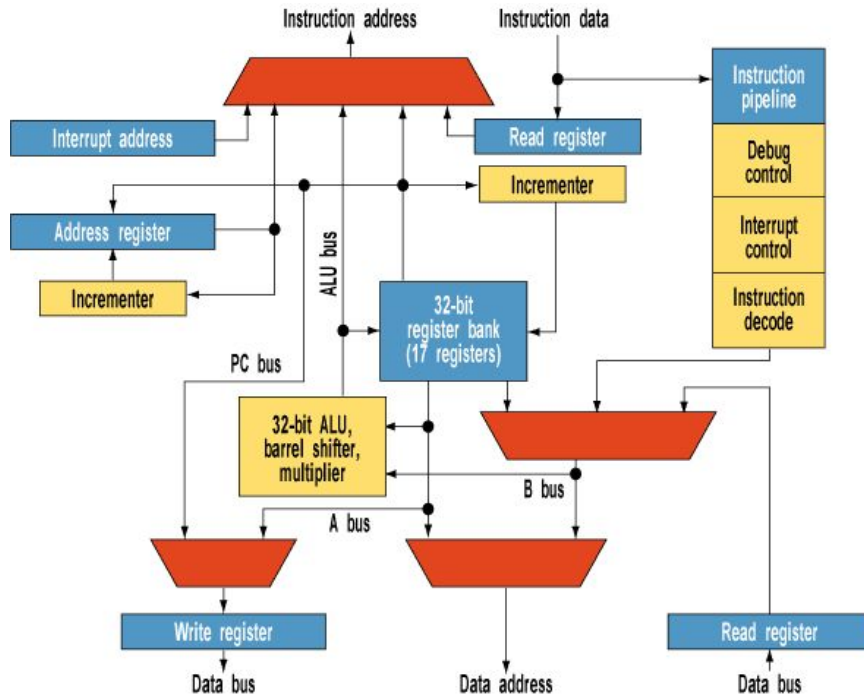 Instruction address
Instruction data
Instruction
pipeline
Debug
control
Interrupt
control
Instruction
decode
Interrupt address
Read register
Incrementer
Address register
Incrementer
ALU bus
32-bit
register bank
(17 registers)
PC bus
32-bit ALU,
barrel shifter,
multiplier
B bus
A bus
Write register
Read register
Data bus
Data address
Data bus